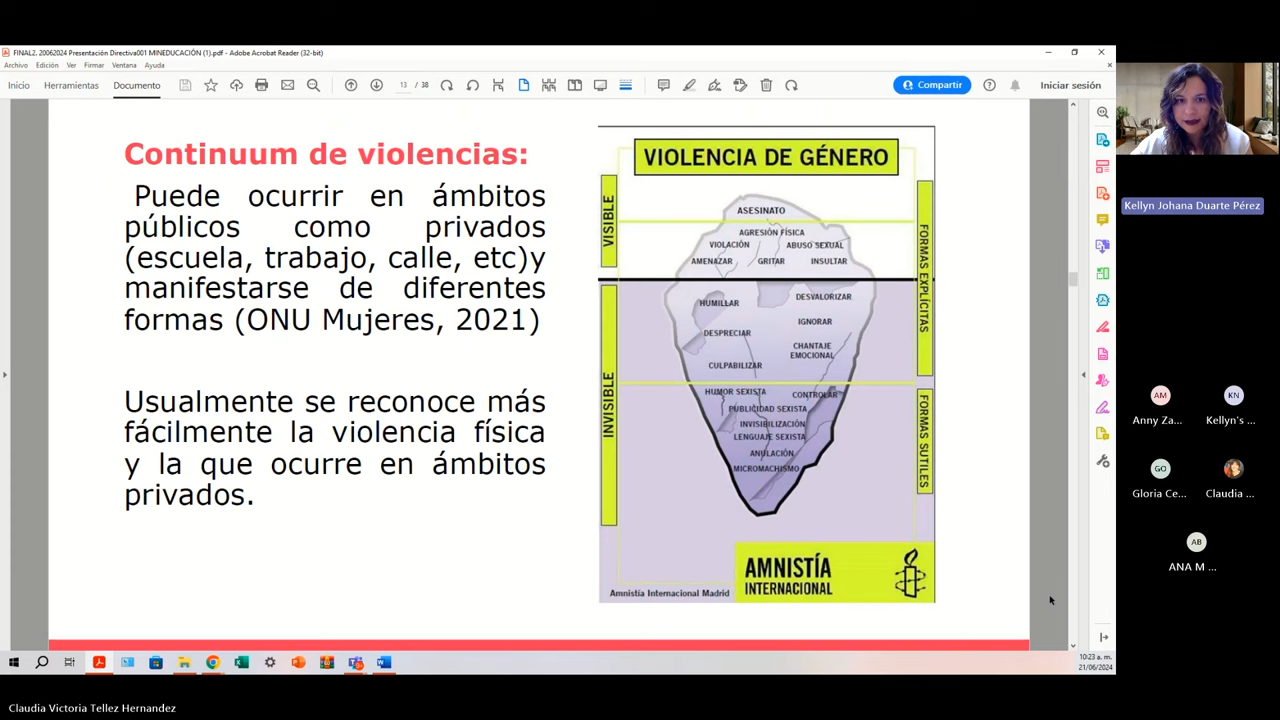 FINAL2. 20062024 Presentación Directiva001 MINEDUCACIÓN (1).pdf - Adobe Acrobat Reader (32-bit)
Archivo Edición Ver Firmar Ventana Ayuda
Inicio Herramientas Documento 13 / 38 Compartir Iniciar sesión
Continuum de violencias:
Puede ocurrir en ámbitos
públicos como privados
(escuela, trabajo, calle, etc)y
manifestarse de diferentes
formas (ONU Mujeres, 2021)
Usualmente se reconoce más
fácilmente la violencia física
y la que ocurre en ámbitos
privados.
VIOLENCIA DE GÉNERO
VISIBLE
INVISIBLE
FORMAS EXPLÍCITAS
FORMAS SUTILES
ASESINATO
AGRESIÓN FÍSICA
VIOLACIÓN ABUSO SEXUAL
AMENAZAR GRITAR INSULTAR
HUMILLAR DESVALORIZAR
IGNORAR
DESPRECIAR
CHANTAJE
EMOCIONAL
CULPABILIZAR
HUMOR SEXISTA CONTROLAR
PUBLICIDAD SEXISTA
INVISIBILIZACIÓN
LENGUAJE SEXISTA
ANULACIÓN
MICROMACHISMO
AMNISTÍA
INTERNACIONAL
Amnistía Internacional Madrid
Kellyn Johana Duarte Pérez
AM KN
Anny Za... Kellyn's ...
GO
Gloria Ce... Claudia ...
AB
ANA M ...
10:23 a. m.
21/06/2024
Claudia Victoria Tellez Hernandez